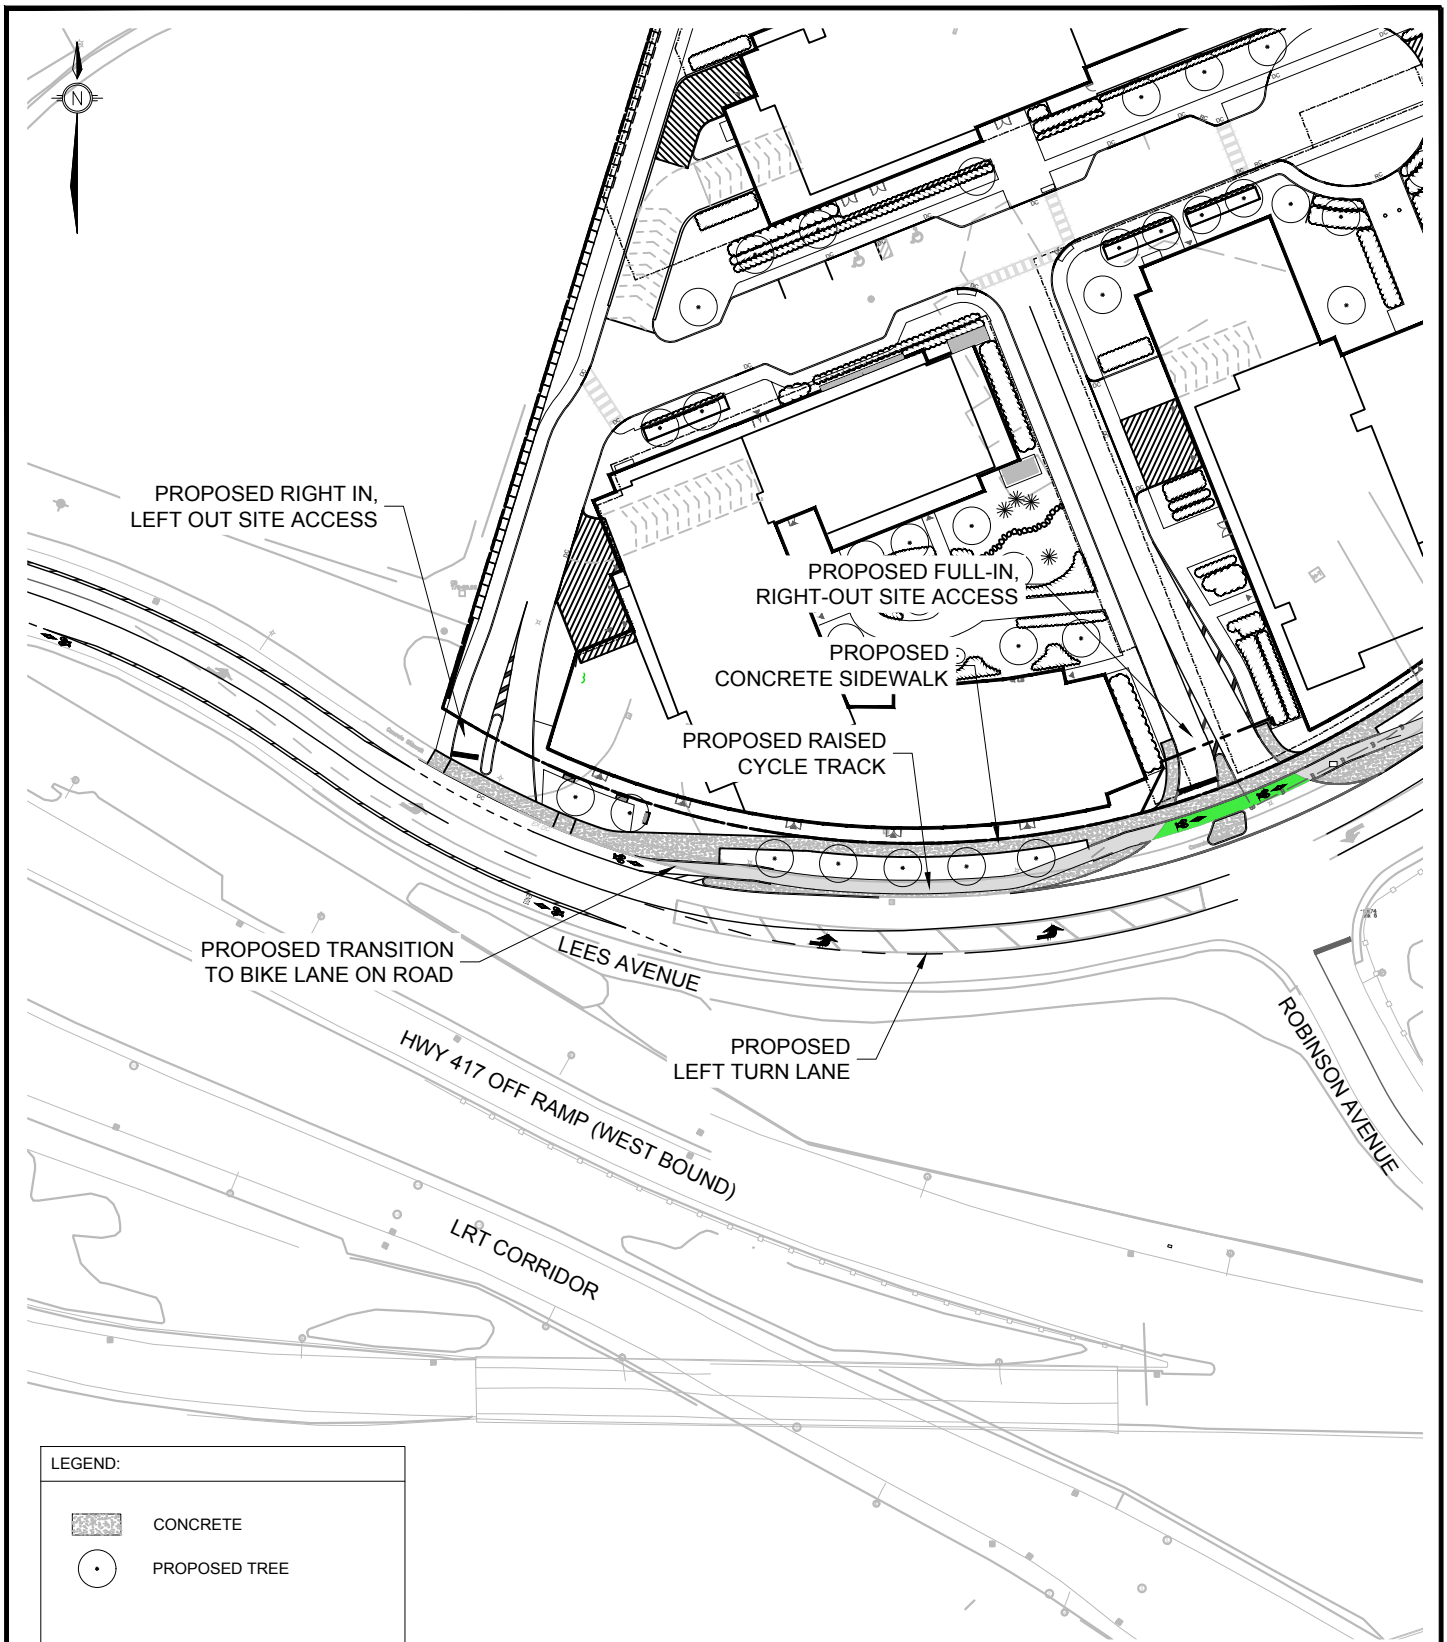 N
PROPOSED RIGHT IN,
LEFT OUT SITE ACCESS
PROPOSED FULL-IN,
RIGHT-OUT SITE ACCESS
PROPOSED
CONCRETE SIDEWALK
PROPOSED RAISED
CYCLE TRACK
PROPOSED TRANSITION
TO BIKE LANE ON ROAD
LEES AVENUE
PROPOSED
LEFT TURN LANE
ROBINSON AVENUE
HWY 417 OFF RAMP (WEST BOUND)
LRT CORRIDOR
LEGEND:
CONCRETE
PROPOSED TREE